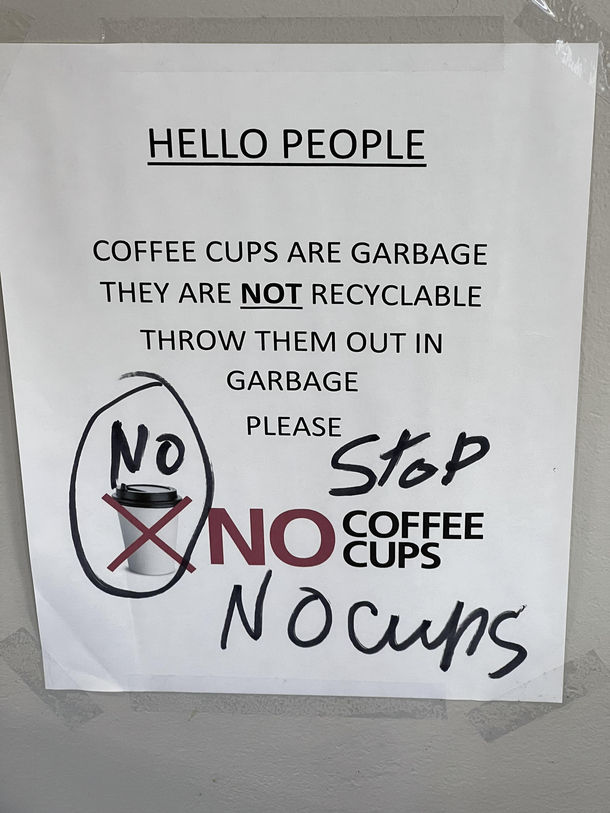 HELLO PEOPLE
COFFEE CUPS ARE GARBAGE
THEY ARE NOT RECYCLABLE
THROW THEM OUT IN
GARBAGE
PLEASE
NO
STOP
NO COFFEE
CUPS
NO cups